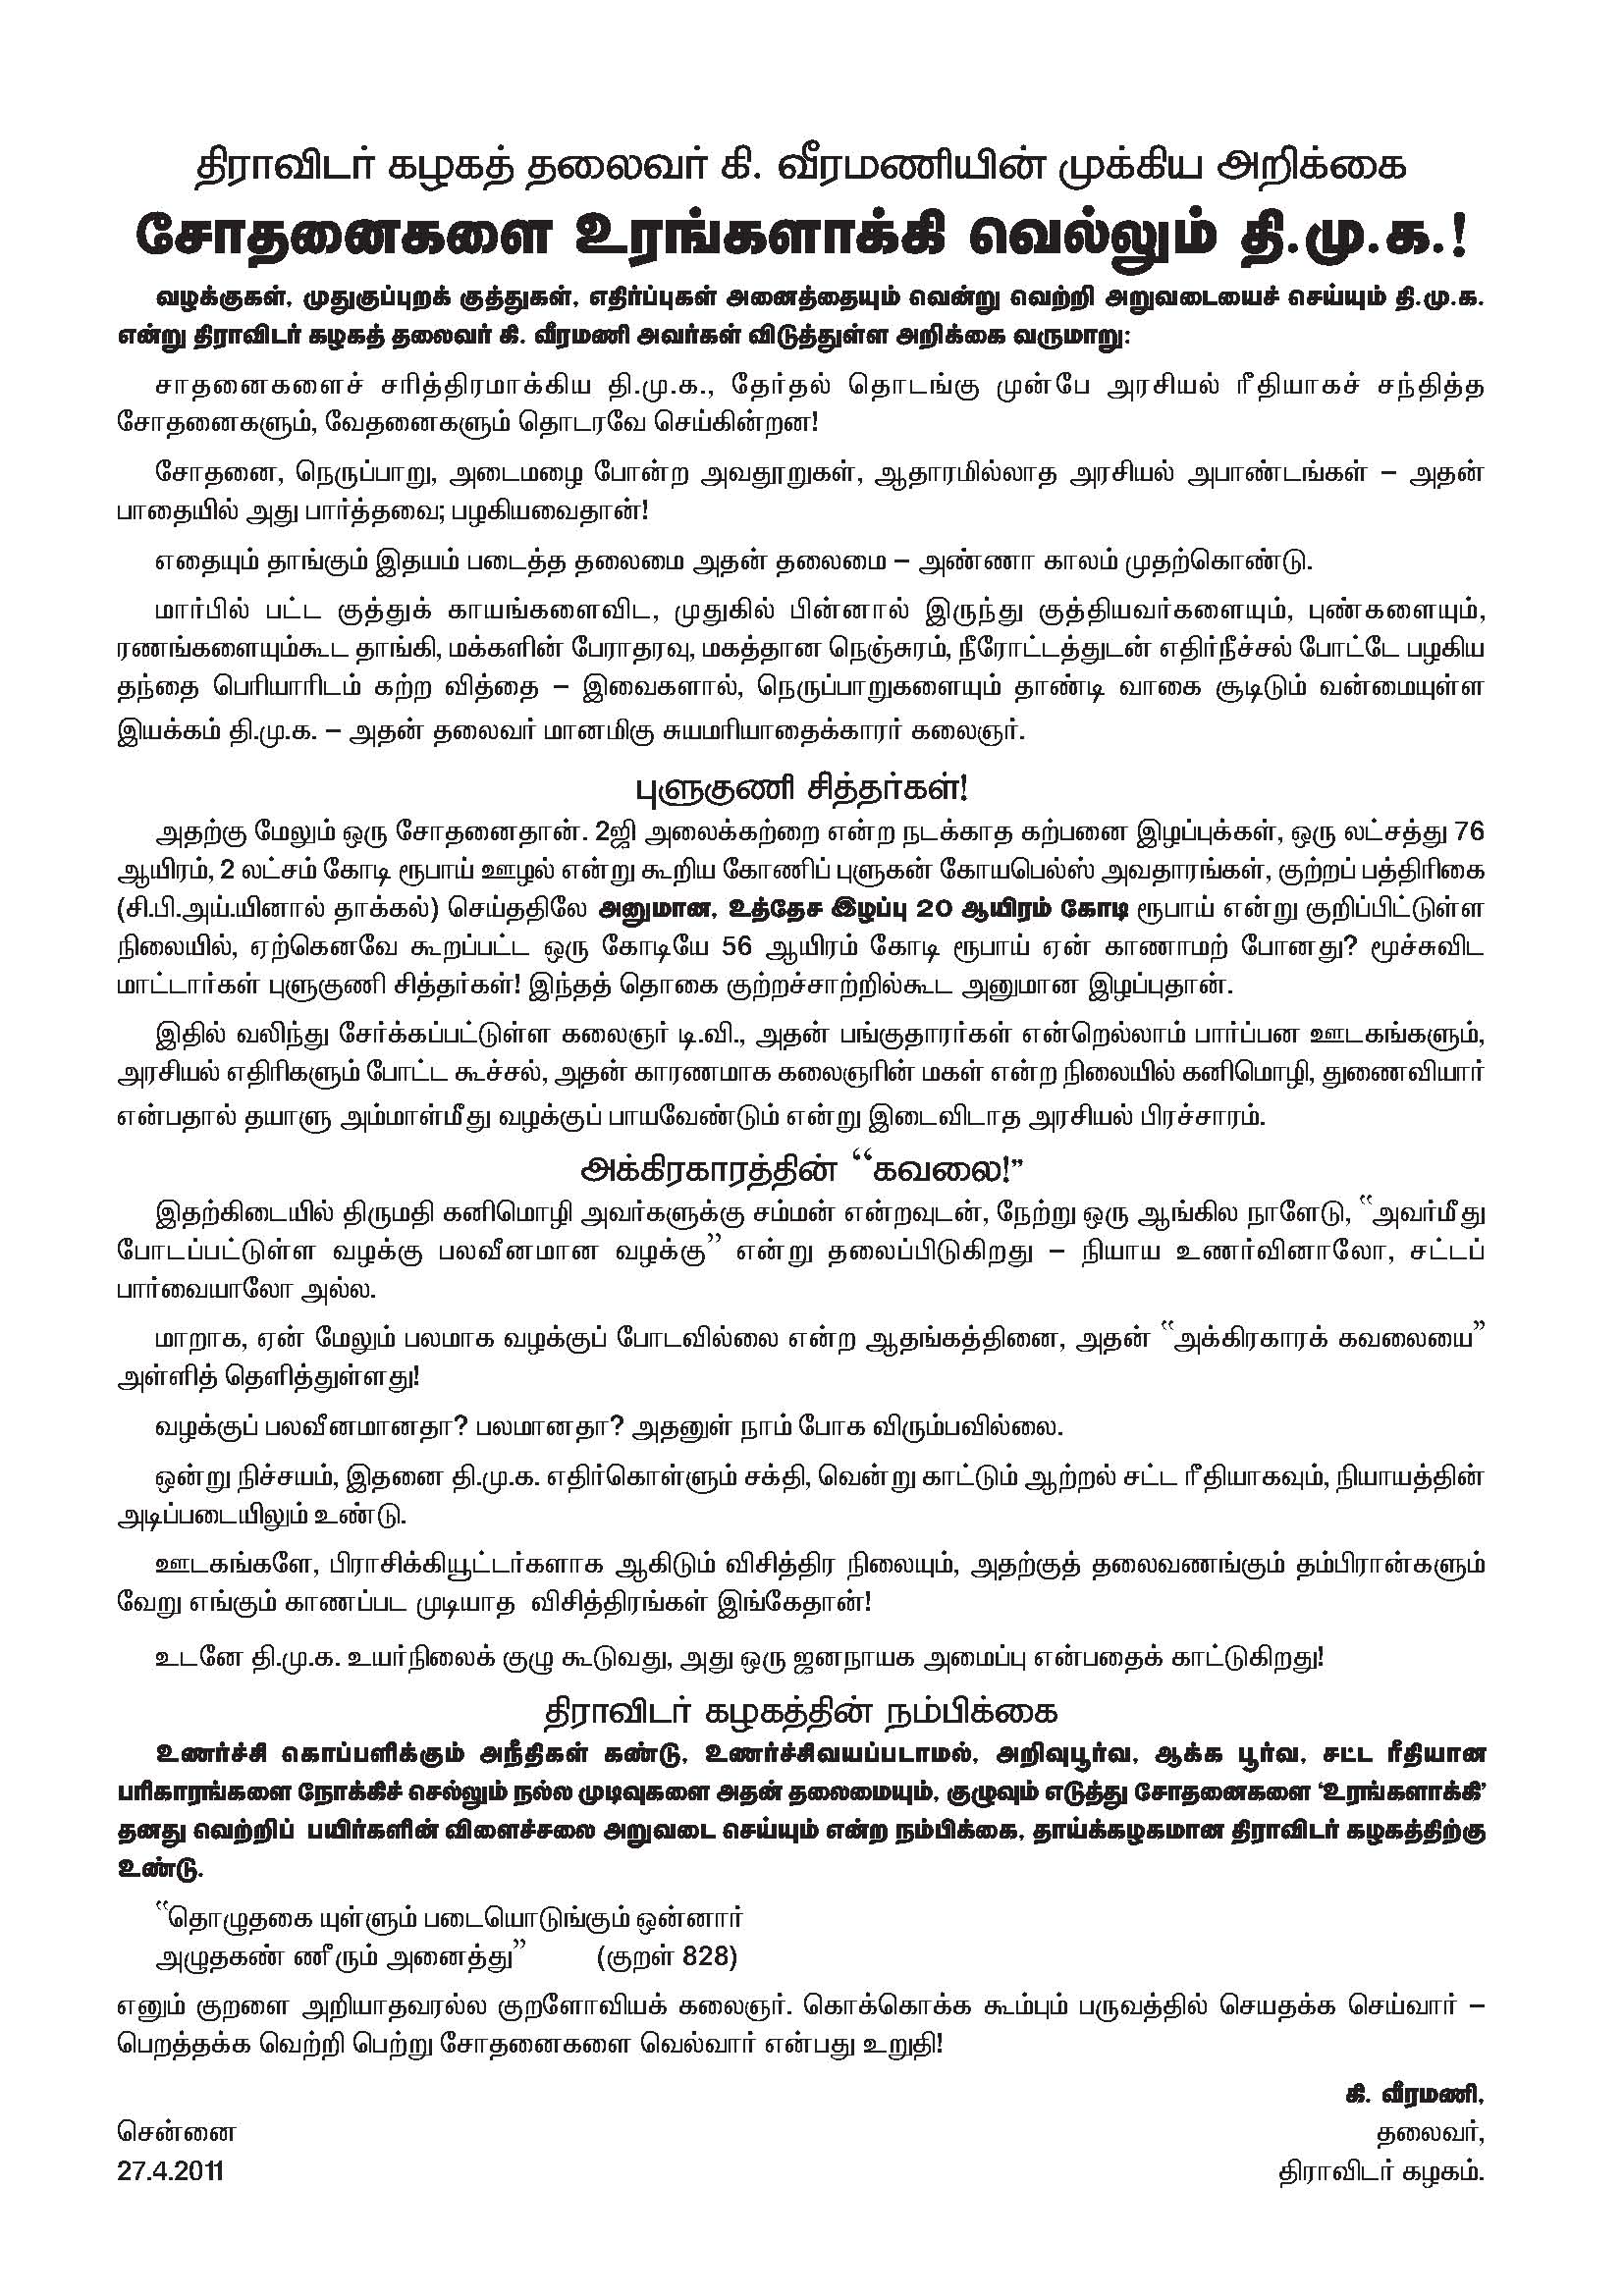 திராவிடர் கழகத் தலைவர் கி. வீரமணியின் முக்கிய அறிக்கை
சோதனைகளை உரங்களாக்கி வெல்லும் தி.மு.க.!
வழக்குகள், முதுகுப்புறக் குத்துகள், எதிர்ப்புகள் அனைத்தையும் வென்று வெற்றி அறுவடையைச் செய்யும் தி.மு.க.
என்று திராவிடர் கழகத் தலைவர் கி. வீரமணி அவர்கள் விடுத்துள்ள அறிக்கை வருமாறு:
சாதனைகளைச் சரித்திரமாக்கிய தி.மு.க., தேர்தல் தொடங்கு முன்பே அரசியல் ரீதியாகச் சந்தித்த
சோதனைகளும், வேதனைகளும் தொடரவே செய்கின்றன!
சோதனை, நெருப்பாறு, அடைமழை போன்ற அவதூறுகள், ஆதாரமில்லாத அரசியல் அபாண்டங்கள் – அதன்
பாதையில் அது பார்த்தவை; பழகியவைதான்!
எதையும் தாங்கும் இதயம் படைத்த தலைமை அதன் தலைமை – அண்ணா காலம் முதற்கொண்டு.
மார்பில் பட்ட குத்துக் காயங்களைவிட, முதுகில் பின்னால் இருந்து குத்தியவர்களையும், புண்களையும்,
ரணங்களையும்கூட தாங்கி, மக்களின் பேராதரவு, மகத்தான நெஞ்சுரம், நீரோட்டத்துடன் எதிர்நீச்சல் போட்டே பழகிய
தந்தை பெரியாரிடம் கற்ற வித்தை – இவைகளால், நெருப்பாறுகளையும் தாண்டி வாகை சூடிடும் வன்மையுள்ள
இயக்கம் தி.மு.க. – அதன் தலைவர் மானமிகு சுயமரியாதைக்காரர் கலைஞர்.
புளுகுணி சித்தர்கள்!
அதற்கு மேலும் ஒரு சோதனைதான். 2ஜி அலைக்கற்றை என்ற நடக்காத கற்பனை இழப்புக்கள், ஒரு லட்சத்து 76
ஆயிரம், 2 லட்சம் கோடி ரூபாய் ஊழல் என்று கூறிய கோணிப் புளுகன் கோயபெல்ஸ் அவதாரங்கள், குற்றப் பத்திரிகை
(சி.பி.அய்.யினால் தாக்கல்) செய்ததிலே அனுமான, உத்தேச இழப்பு 20 ஆயிரம் கோடி ரூபாய் என்று குறிப்பிட்டுள்ள
நிலையில், ஏற்கெனவே கூறப்பட்ட ஒரு கோடியே 56 ஆயிரம் கோடி ரூபாய் ஏன் காணாமற் போனது? மூச்சுவிட
மாட்டார்கள் புளுகுணி சித்தர்கள்! இந்தத் தொகை குற்றச்சாற்றில்கூட அனுமான இழப்புதான்.
இதில் வலிந்து சேர்க்கப்பட்டுள்ள கலைஞர் டி.வி., அதன் பங்குதாரர்கள் என்றெல்லாம் பார்ப்பன ஊடகங்களும்,
அரசியல் எதிரிகளும் போட்ட கூச்சல், அதன் காரணமாக கலைஞரின் மகள் என்ற நிலையில் கனிமொழி, துணைவியார்
என்பதால் தயாளு அம்மாள்மீது வழக்குப் பாயவேண்டும் என்று இடைவிடாத அரசியல் பிரச்சாரம்.
அக்கிரகாரத்தின் “கவலை!”
இதற்கிடையில் திருமதி கனிமொழி அவர்களுக்கு சம்மன் என்றவுடன், நேற்று ஒரு ஆங்கில நாளேடு, “அவர்மீது
போடப்பட்டுள்ள வழக்கு பலவீனமான வழக்கு” என்று தலைப்பிடுகிறது – நியாய உணர்வினாலோ, சட்டப்
பார்வையாலோ அல்ல.
மாறாக, ஏன் மேலும் பலமாக வழக்குப் போடவில்லை என்ற ஆதங்கத்தினை, அதன் “அக்கிரகாரக் கவலையை”
அள்ளித் தெளித்துள்ளது!
வழக்குப் பலவீனமானதா? பலமானதா? அதனுள் நாம் போக விரும்பவில்லை.
ஒன்று நிச்சயம், இதனை தி.மு.க. எதிர்கொள்ளும் சக்தி, வென்று காட்டும் ஆற்றல் சட்ட ரீதியாகவும், நியாயத்தின்
அடிப்படையிலும் உண்டு.
ஊடகங்களே, பிராசிக்கியூட்டர்களாக ஆகிடும் விசித்திர நிலையும், அதற்குத் தலைவணங்கும் தம்பிரான்களும்
வேறு எங்கும் காணப்பட முடியாத விசித்திரங்கள் இங்கேதான்!
உடனே தி.மு.க. உயர்நிலைக் குழு கூடுவது, அது ஒரு ஜனநாயக அமைப்பு என்பதைக் காட்டுகிறது!
திராவிடர் கழகத்தின் நம்பிக்கை
உணர்ச்சி கொப்பளிக்கும் அநீதிகள் கண்டு, உணர்ச்சிவயப்படாமல், அறிவுபூர்வ, ஆக்க பூர்வ, சட்ட ரீதியான
பரிகாரங்களை நோக்கிச் செல்லும் நல்ல முடிவுகளை அதன் தலைமையும், குழுவும் எடுத்து சோதனைகளை ‘உரங்களாக்கி’
தனது வெற்றிப் பயிர்களின் விளைச்சலை அறுவடை செய்யும் என்ற நம்பிக்கை, தாய்க்கழகமான திராவிடர் கழகத்திற்கு
உண்டு.
“தொழுதகை யுள்ளும் படையொடுங்கும் ஒன்னார்
அழுதகண் ணீரும் அனைத்து” (குறள் 828)
எனும் குறளை அறியாதவரல்ல குறளோவியக் கலைஞர். கொக்கொக்க கூம்பும் பருவத்தில் செயதக்க செய்வார் –
பெறத்தக்க வெற்றி பெற்று சோதனைகளை வெல்வார் என்பது உறுதி!
கி. வீரமணி,
சென்னை தலைவர்,
27.4.2011 திராவிடர் கழகம்.